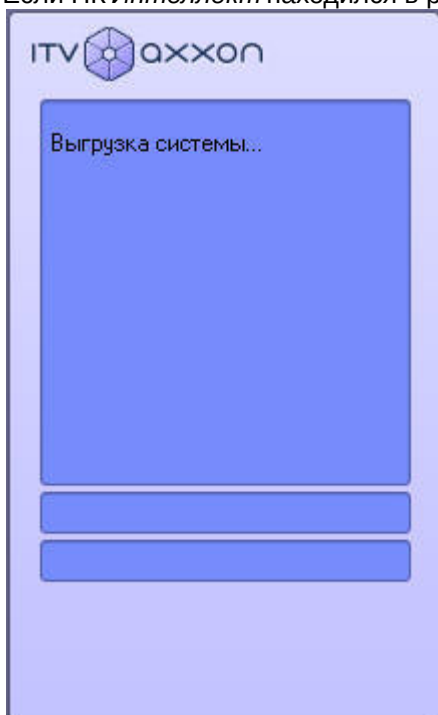 Если ПК Интеллект находился в р
ITV axxon
Выгрузка системы...